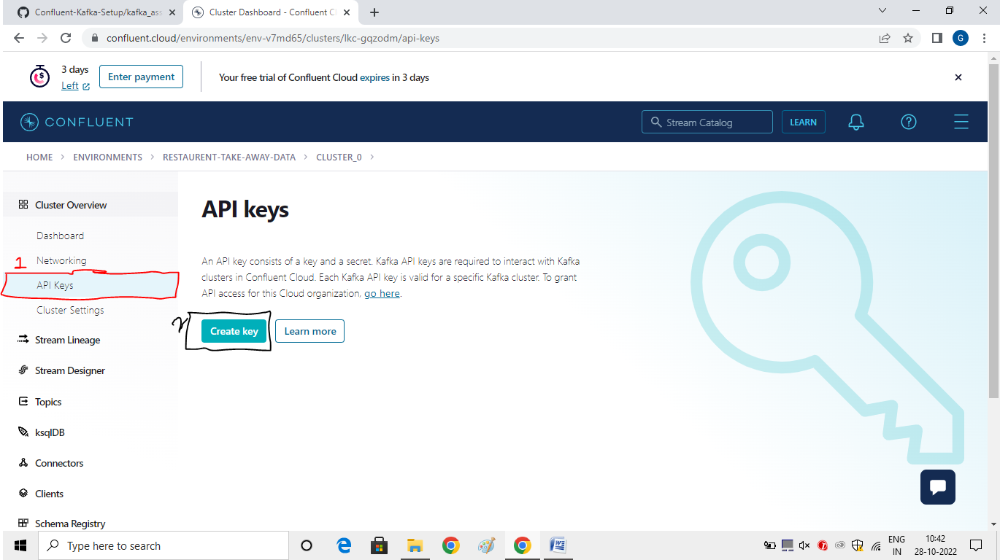 Confluent-Kafka-Setup/kafka_ass
Cluster Dashboard - Confluent Cl
confluent.cloud/environments/env-v7md65/clusters/lkc-gqzodm/api-keys
G
3 days
Left
Enter payment
Your free trial of Confluent Cloud expires in 3 days
CONFLUENT
Stream Catalog
LEARN
HOME > ENVIRONMENTS > RESTAURENT-TAKE-AWAY-DATA > CLUSTER_0 >
Cluster Overview
Dashboard
1
Networking
API Keys
Cluster Settings
Stream Lineage
Stream Designer
Topics
ksqlDB
Connectors
Clients
Schema Registry
API keys
An API key consists of a key and a secret. Kafka API keys are required to interact with Kafka
clusters in Confluent Cloud. Each Kafka API key is valid for a specific Kafka cluster. To grant
API access for this Cloud organization, go here.
Create key
Learn more
Type here to search
ENG
IN
10:42
28-10-2022